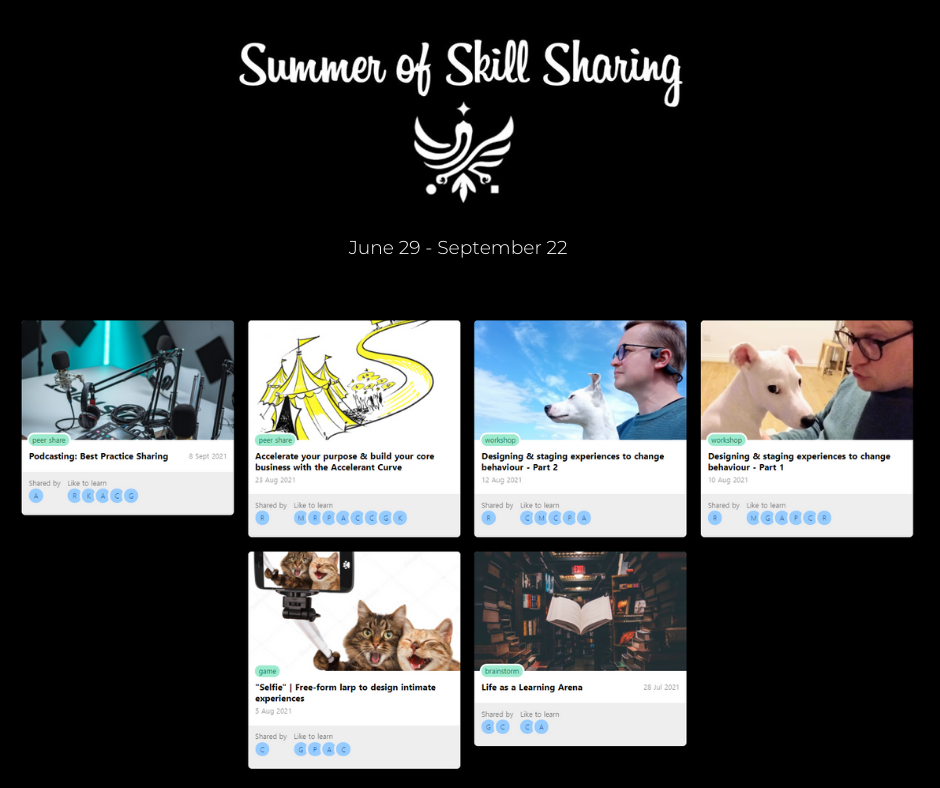 Summer of Skill Sharing
June 29 - September 22
peer share
Podcasting: Best Practice Sharing 8 Sept 2021
Shared by Like to learn
A R K A C G
peer share
Accelerate your purpose & build your core
business with the Accelerant Curve
23 Aug 2021
Shared by Like to learn
R M R P A C C G K
workshop
Designing & staging experiences to change
behaviour - Part 2
12 Aug 2021
Shared by Like to learn
R C M C P A
workshop
Designing & staging experiences to change
behaviour - Part 1
10 Aug 2021
Shared by Like to learn
R M G A P C R
game
"Selfie" | Free-form larp to design intimate
experiences
5 Aug 2021
Shared by Like to learn
C G P A C
brainstorm
Life as a Learning Arena 28 Jul 2021
Shared by Like to learn
G C C A